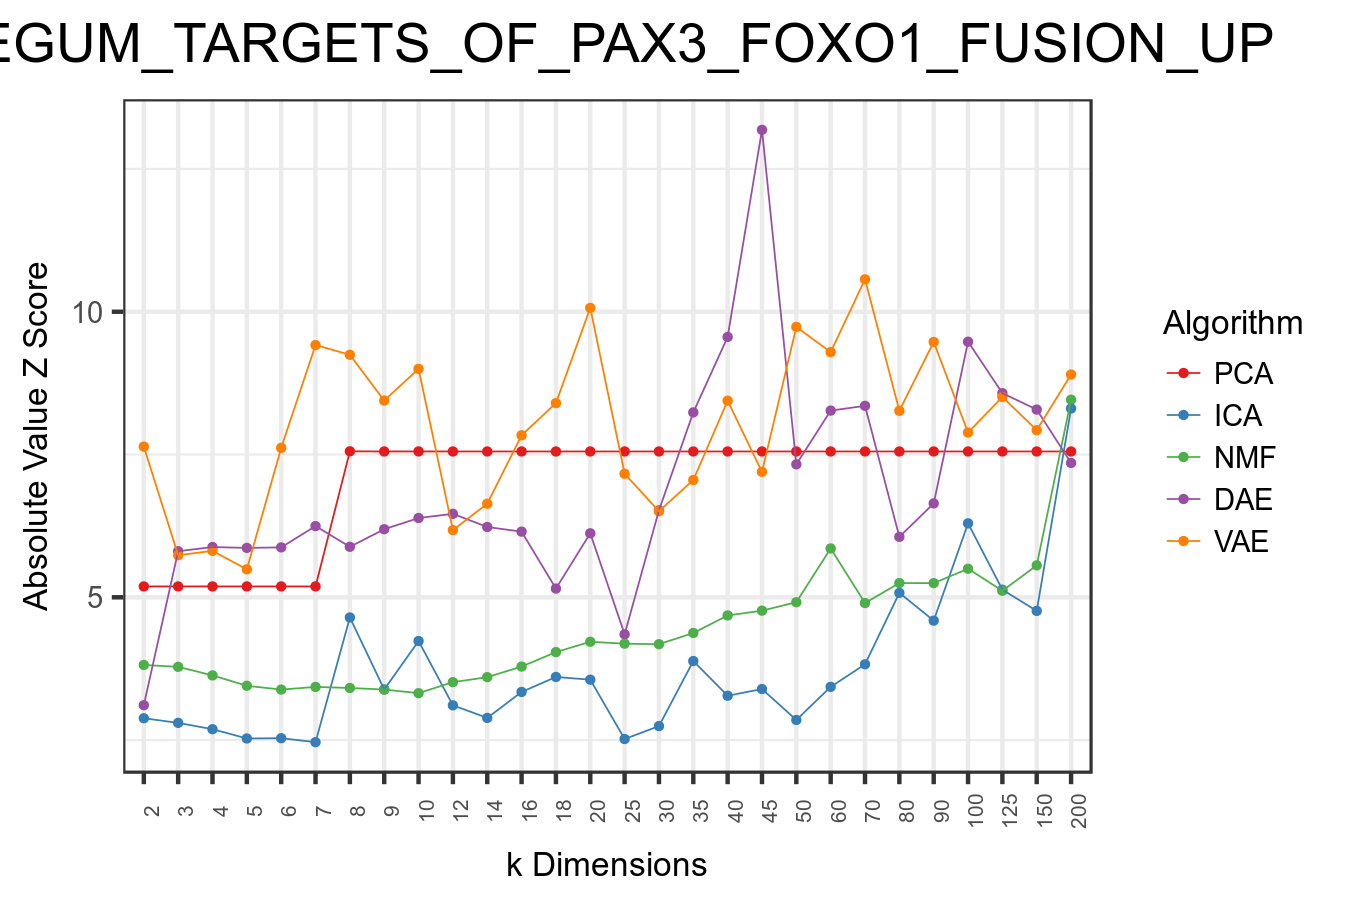 EGUM_TARGETS_OF_PAX3_FOXO1_FUSION_UP
Absolute Value Z Score
10
5
2 3 4 5 6 7 8 9 10 12 14 16 18 20 25 30 35 40 45 50 60 70 80 90 100 125 150 200
k Dimensions
Algorithm
PCA
ICA
NMF
DAE
VAE